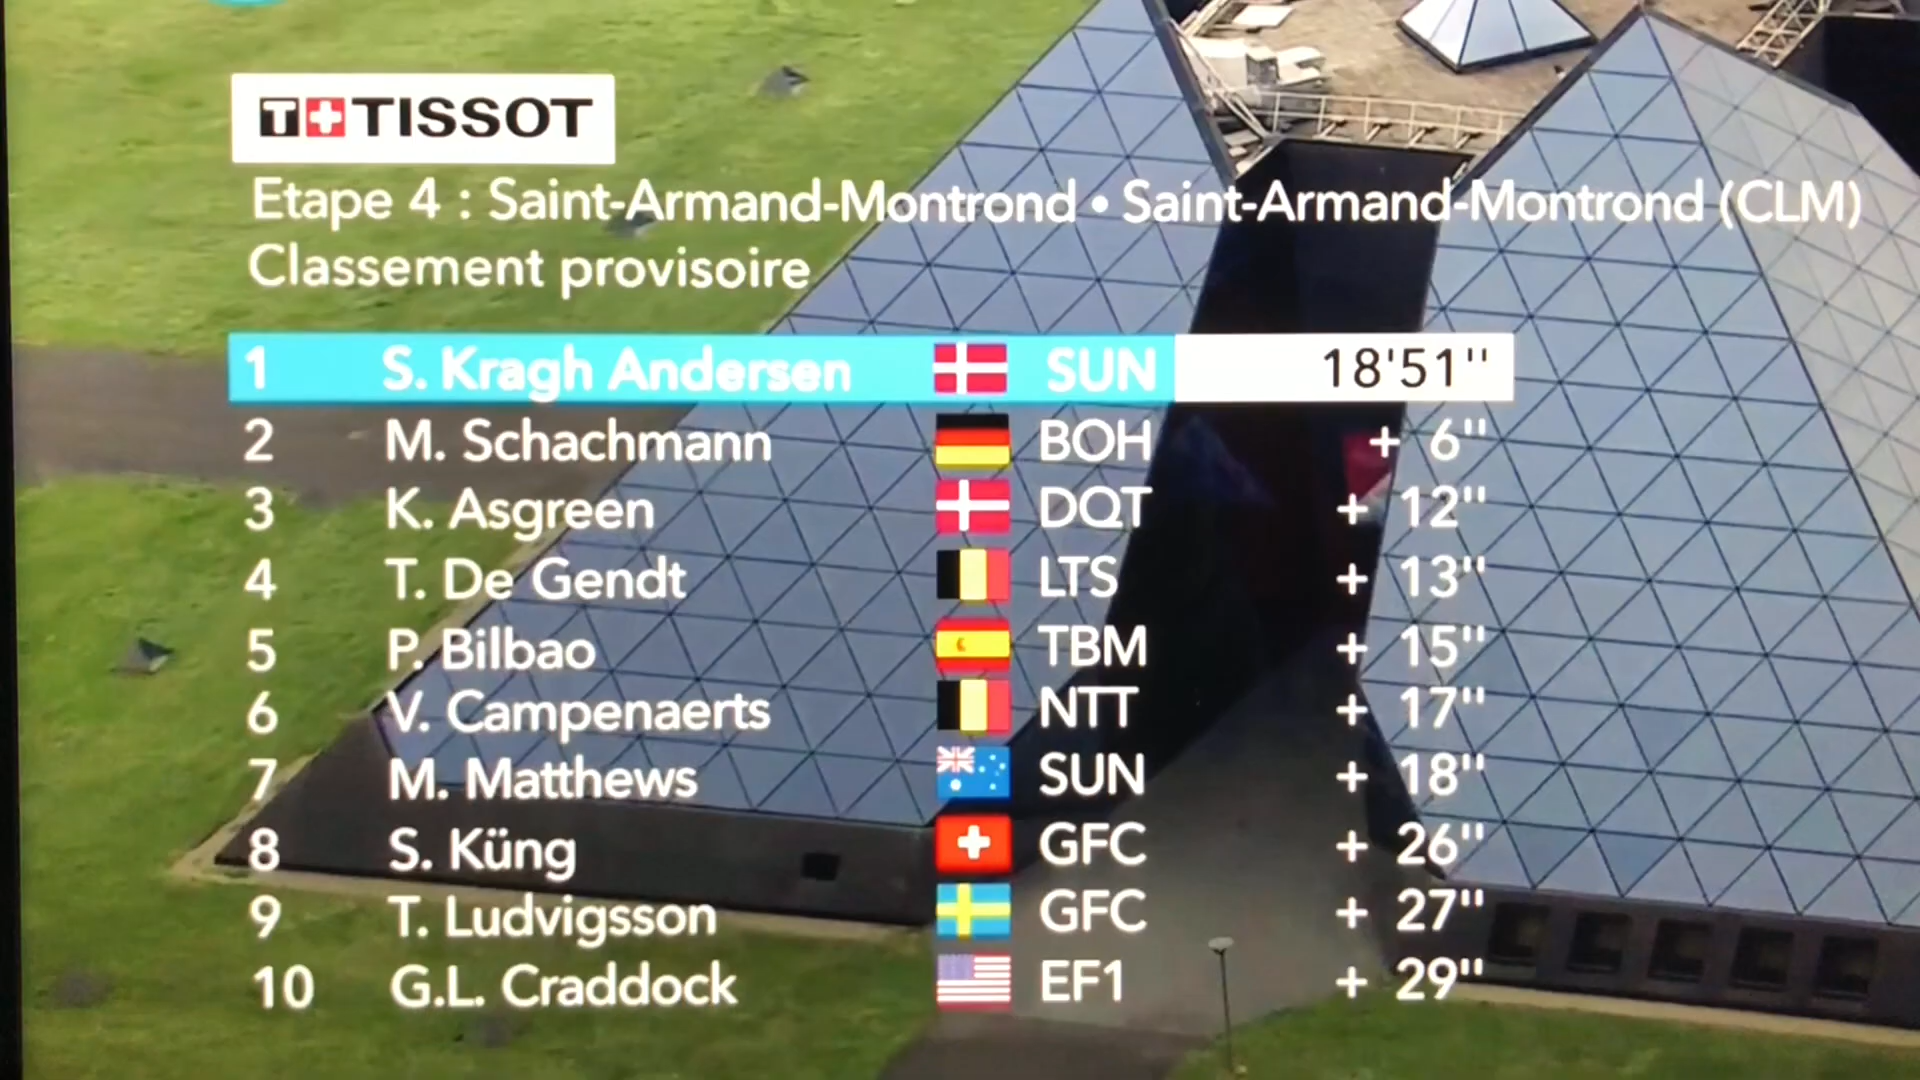 T+TISSOT
Etape 4 : Saint-Armand-Montrond • Saint-Armand-Montrond (CLM)
Classement provisoire
1 S. Kragh Andersen SUN 18'51''
2 M. Schachmann BOH + 6''
3 K. Asgreen DQT + 12''
4 T. De Gendt LTS + 13''
5 P. Bilbao TBM + 15''
6 V. Campenaerts NTT + 17''
7 M. Matthews SUN + 18''
8 S. Küng GFC + 26''
9 T. Ludvigsson GFC + 27''
10 G.L. Craddock EF1 + 29''